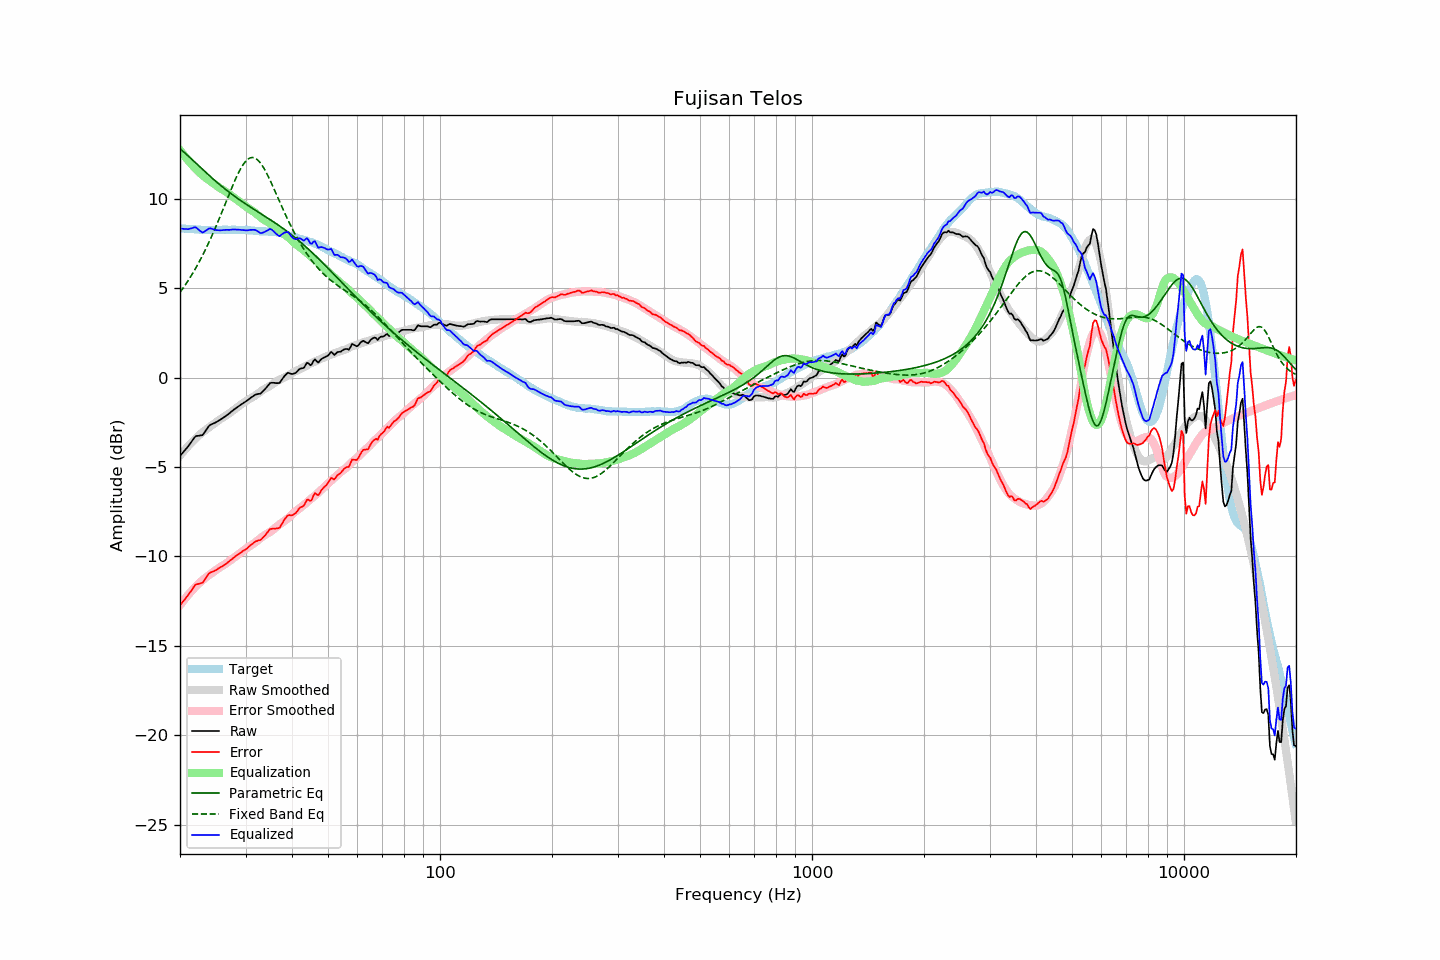 Fujisan Telos
Amplitude (dBr)
10
5
0
−5
−10
−15
−20
−25
Target
Raw Smoothed
Error Smoothed
Raw
Error
Equalization
Parametric Eq
Fixed Band Eq
Equalized
100
1000
10000
Frequency (Hz)